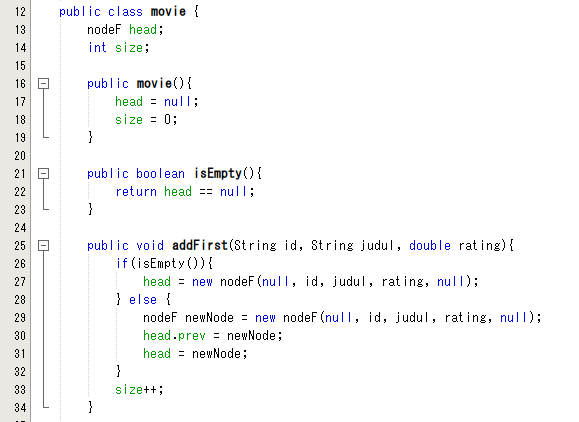 12 public class movie {
13 nodeF head;
14 int size;
15
16 public movie(){
17 head = null;
18 size = 0;
19 }
20
21 public boolean isEmpty(){
22 return head == null;
23 }
24
25 public void addFirst(String id, String judul, double rating){
26 if(isEmpty()){
27 head = new nodeF(null, id, judul, rating, null);
28 } else {
29 nodeF newNode = new nodeF(null, id, judul, rating, null);
30 head.prev = newNode;
31 head = newNode;
32 }
33 size++;
34 }